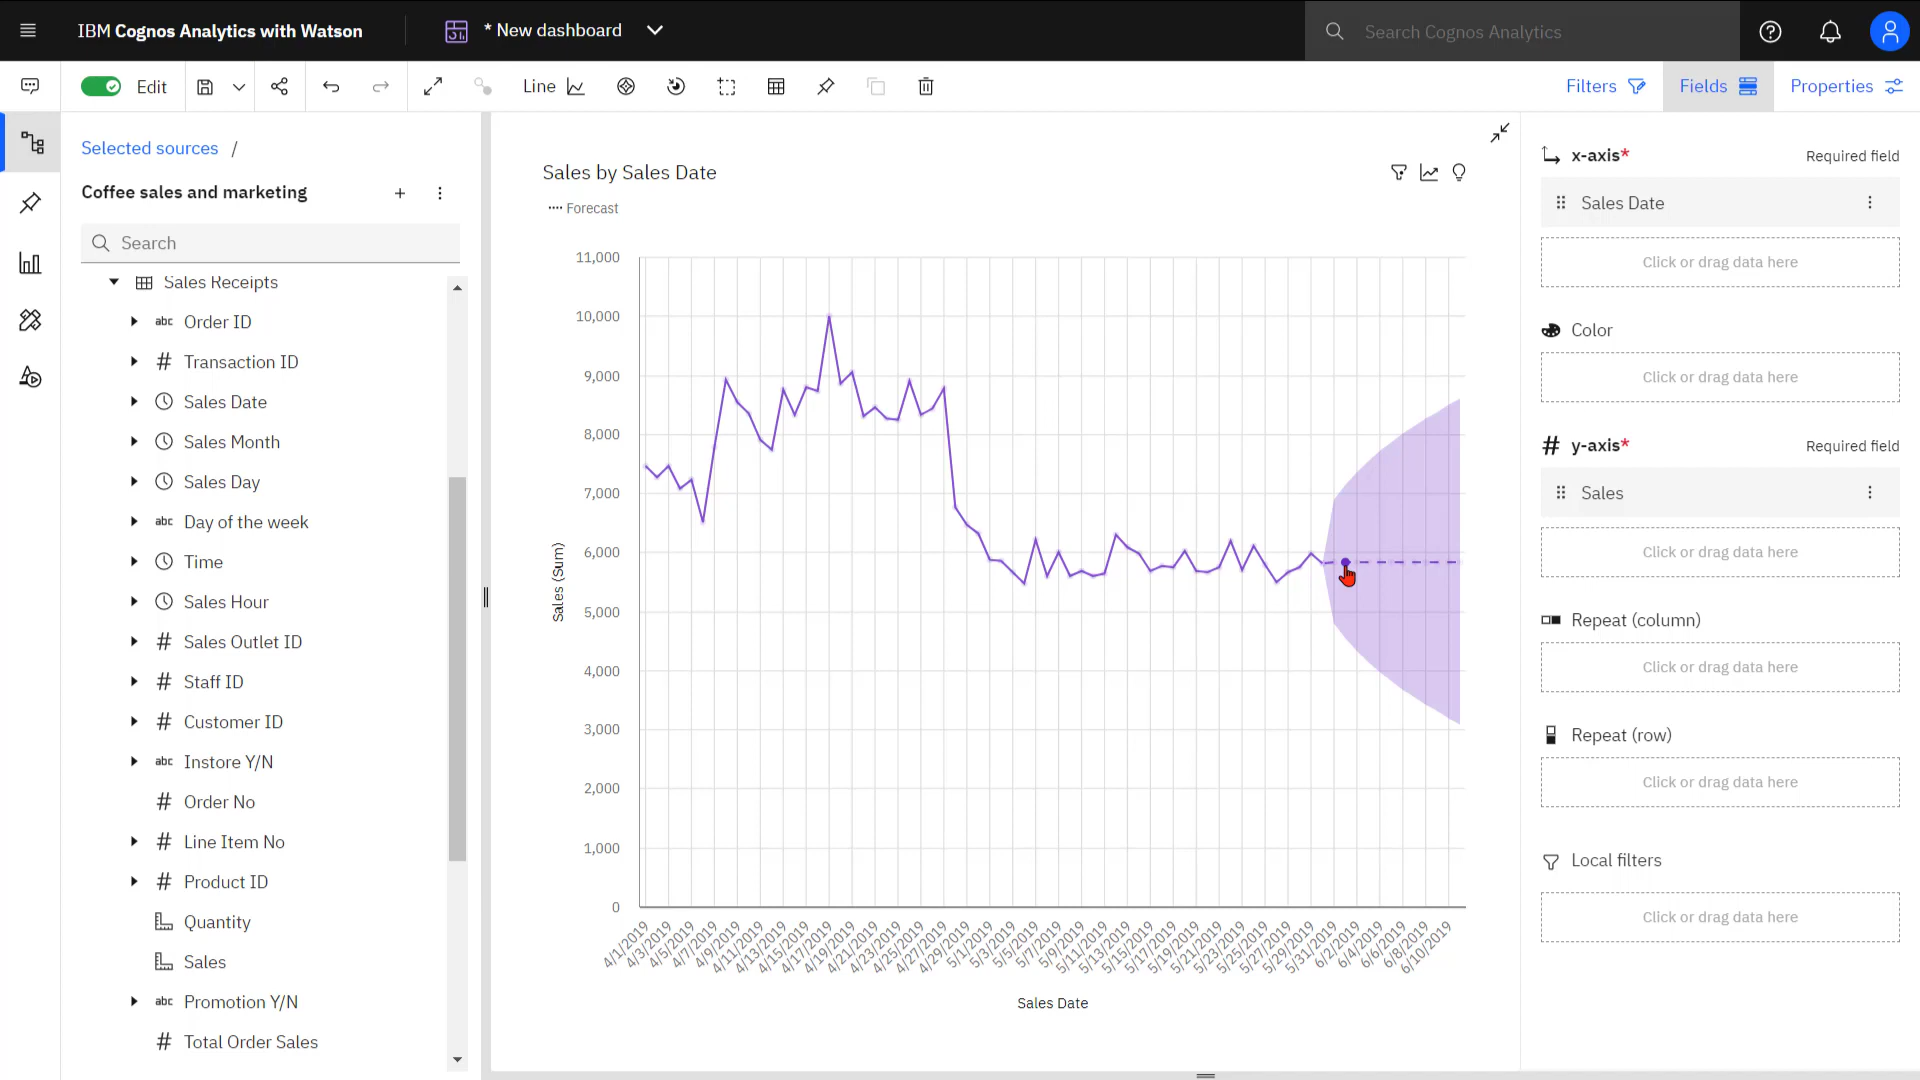 IBM Cognos Analytics with Watson
* New dashboard
Search Cognos Analytics
Edit
Line
Filters
Fields
Properties
Selected sources /
Coffee sales and marketing
Search
Sales Receipts
abc Order ID
# Transaction ID
Sales Date
Sales Month
Sales Day
abc Day of the week
Time
Sales Hour
# Sales Outlet ID
# Staff ID
# Customer ID
abc Instore Y/N
# Order No
# Line Item No
# Product ID
Quantity
Sales
abc Promotion Y/N
# Total Order Sales
Sales by Sales Date
Forecast
11,000
10,000
9,000
8,000
7,000
6,000
5,000
4,000
3,000
2,000
1,000
0
Sales (Sum)
4/1/2019
4/3/2019
4/5/2019
4/7/2019
4/9/2019
4/11/2019
4/13/2019
4/15/2019
4/17/2019
4/19/2019
4/21/2019
4/23/2019
4/25/2019
4/27/2019
4/29/2019
5/1/2019
5/3/2019
5/5/2019
5/7/2019
5/9/2019
5/11/2019
5/13/2019
5/15/2019
5/17/2019
5/19/2019
5/21/2019
5/23/2019
5/25/2019
5/27/2019
5/29/2019
5/31/2019
6/2/2019
6/4/2019
6/6/2019
6/8/2019
6/10/2019
Sales Date
x-axis* Required field
Sales Date
Click or drag data here
Color
Click or drag data here
# y-axis* Required field
Sales
Click or drag data here
Repeat (column)
Click or drag data here
Repeat (row)
Click or drag data here
Local filters
Click or drag data here